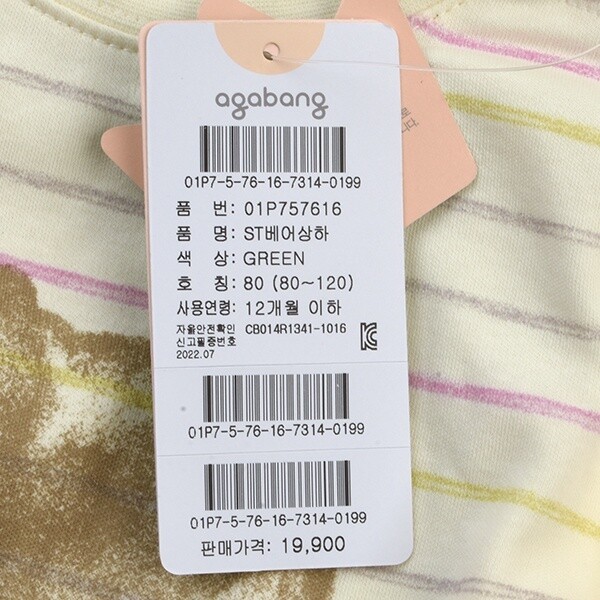 agabang
01P7-5-76-16-7314-0199
품 번: 01P757616
품 명: ST베어상하
색 상: GREEN
호 칭: 80 (80~120)
사용연령: 12개월 이하
자율안전확인 CB014R1341-1016
신고필증번호
2022.07
01P7-5-76-16-7314-0199
01P7-5-76-16-7314-0199
판매가격: 19,900